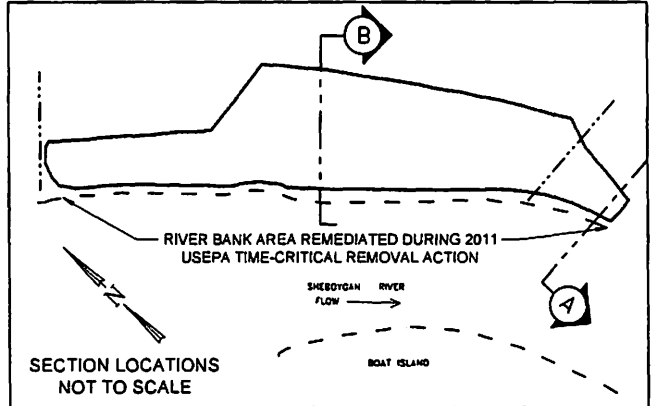 B
RIVER BANK AREA REMEDIATED DURING 2011
USEPA TIME-CRITICAL REMOVAL ACTION
SHEBOYGAN RIVER
FLOW
N
A
SECTION LOCATIONS
NOT TO SCALE
BOAT ISLAND